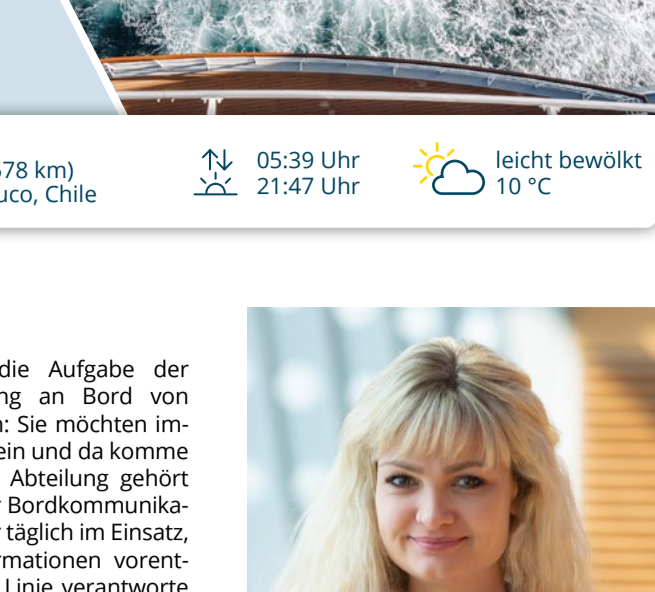 78 km)
05:39 Uhr
leicht bewölkt
uco, Chile
21:47 Uhr
10 °C
die Aufgabe der
ng an Bord von
: Sie möchten im-
ein und da komme
Abteilung gehört
Bordkommunika-
täglich im Einsatz,
rmationen vorent-
Linie verantworte